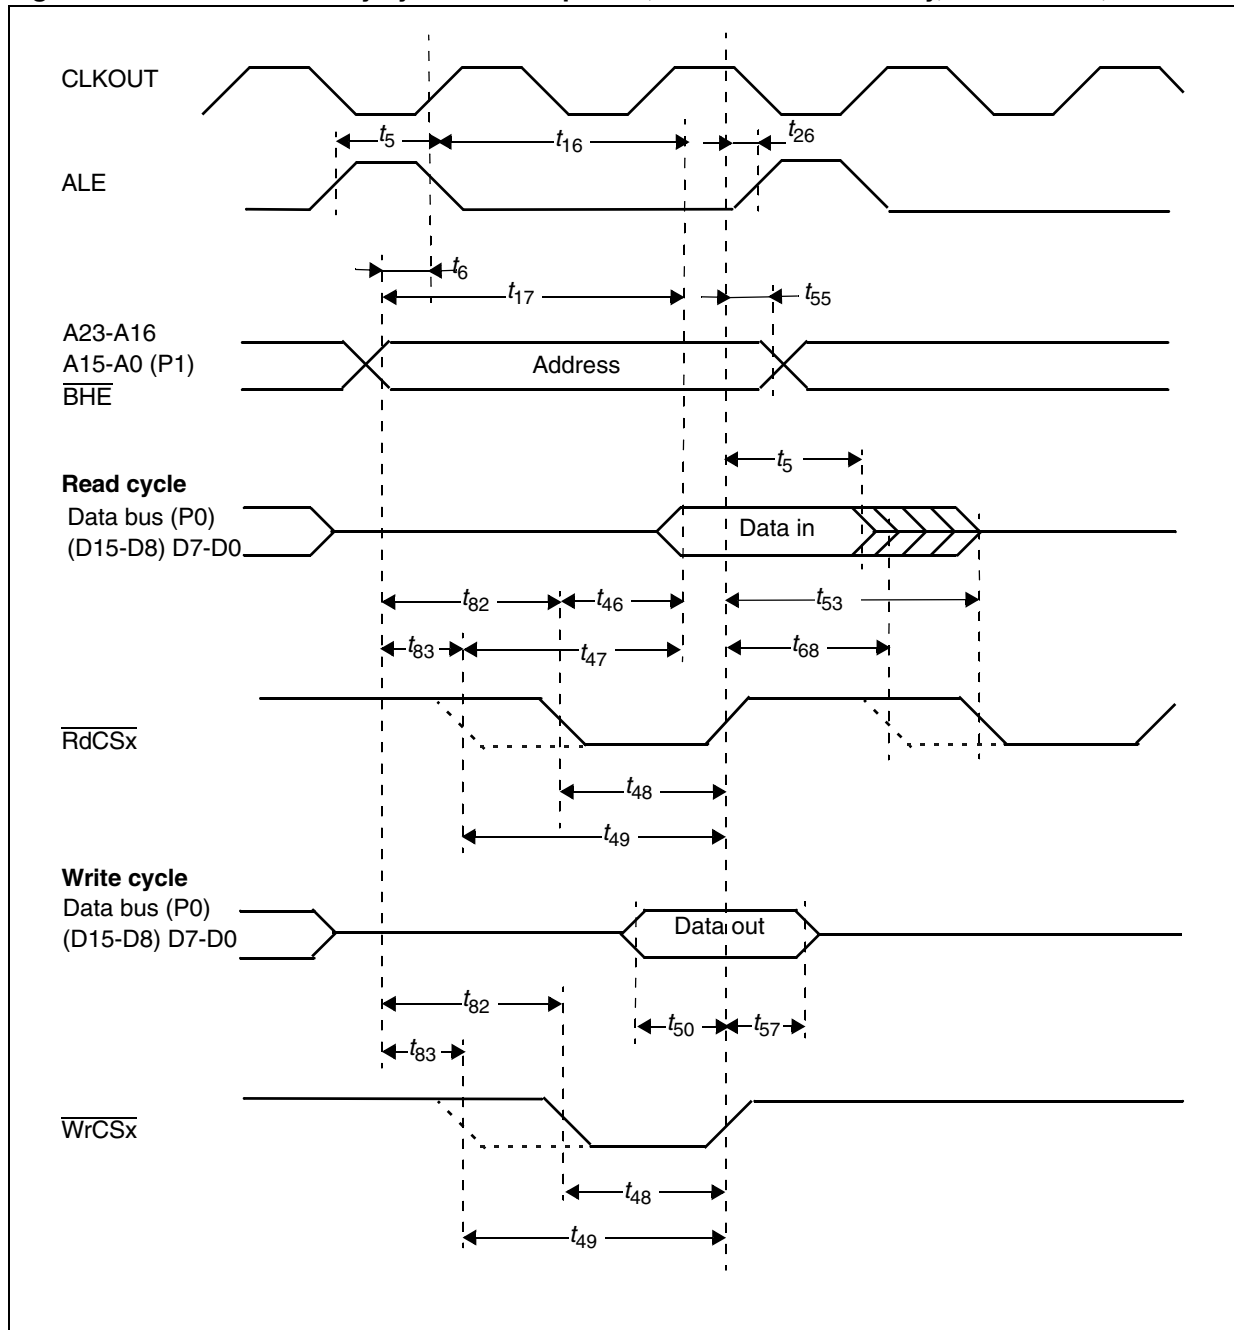 CLKOUT
t5
t16
t26
ALE
t6
t17
t55
A23-A16
A15-A0 (P1)
Address
BHE
t5
Read cycle
Data bus (P0)
Data in
(D15-D8) D7-D0
t82
t46
t53
t83
t47
t68
RdCSx
t48
t49
Write cycle
Data bus (P0)
Data out
(D15-D8) D7-D0
t82
t50
t57
t83
WrCSx
t48
t49